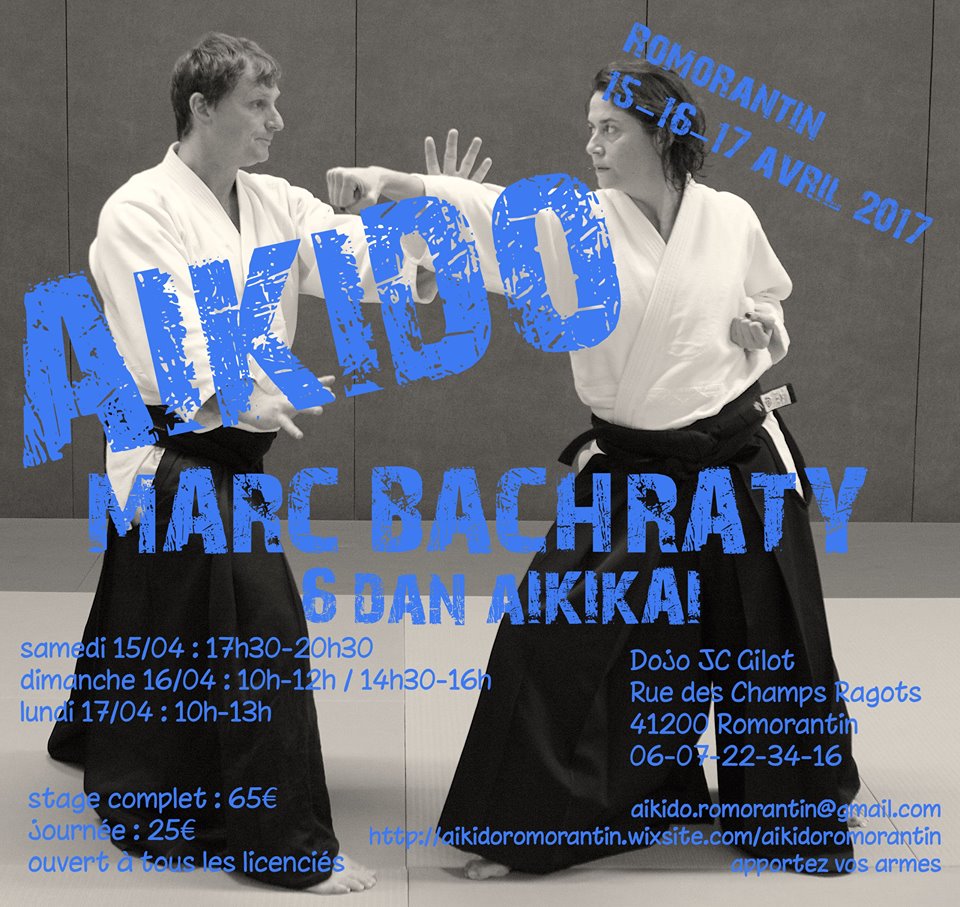 ROMORANTIN
15-16-17 AVRIL 2017
AIKIDO
MARC BACHRATY
6 DAN AIKIKAI
samedi 15/04 : 17h30-20h30
dimanche 16/04 : 10h-12h / 14h30-16h
lundi 17/04 : 10h-13h
Dojo JC Gilot
Rue des Champs Ragots
41200 Romorantin
06-07-22-34-16
stage complet : 65€
journée : 25€
ouvert à tous les licenciés
aikido.romorantin@gmail.com
http://aikidoromorantin.wixsite.com/aikidoromorantin
apportez vos armes